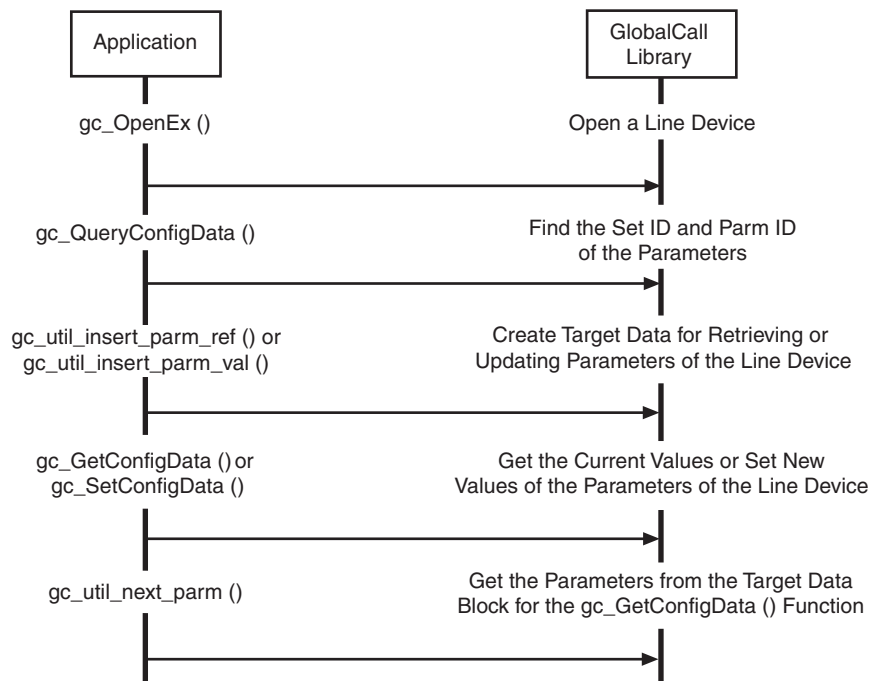 Application
GlobalCall
Library
gc_OpenEx ()
Open a Line Device
gc_QueryConfigData ()
Find the Set ID and Parm ID
of the Parameters
gc_util_insert_parm_ref () or
gc_util_insert_parm_val ()
Create Target Data for Retrieving or
Updating Parameters of the Line Device
gc_GetConfigData () or
gc_SetConfigData ()
Get the Current Values or Set New
Values of the Parameters of the Line Device
gc_util_next_parm ()
Get the Parameters from the Target Data
Block for the gc_GetConfigData () Function